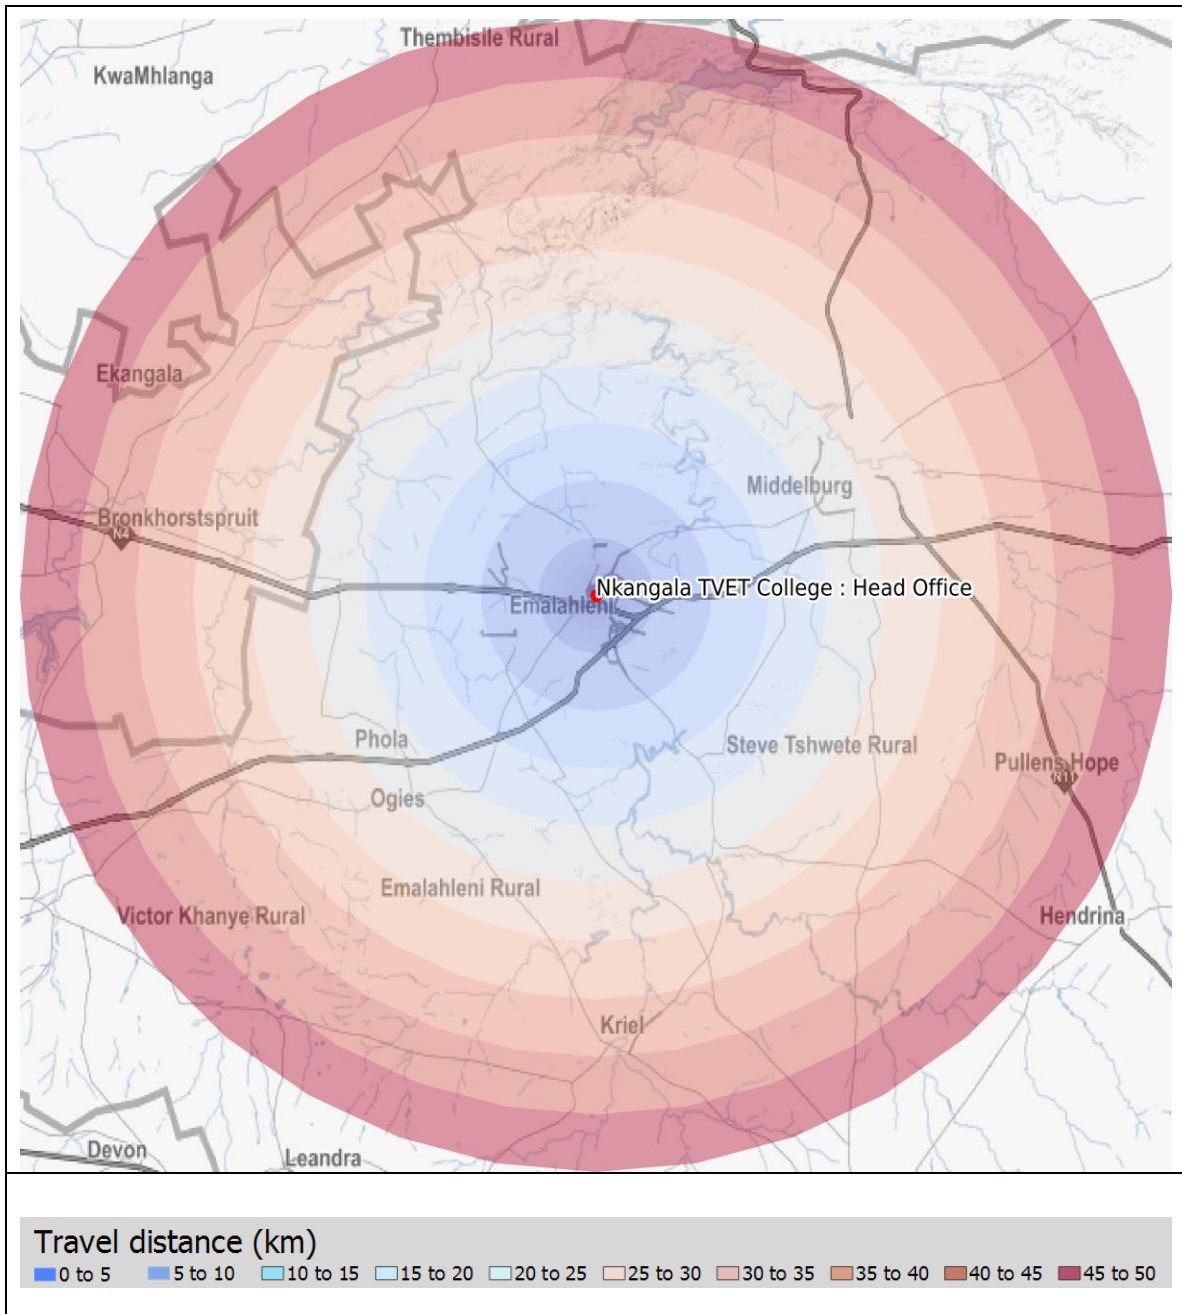 Thembisile Rural
KwaMhlanga
Ekangala
Middelburg
Bronkhorstspruit
N4
Nkangala TVET College : Head Office
Emalahleni
Phola
Steve Tshwete Rural
Pullens Hope
N11
Ogies
Emalahleni Rural
Victor Khanye Rural
Hendrina
Kriel
Devon
Leandra
Travel distance (km)
0 to 5 5 to 10 10 to 15 15 to 20 20 to 25 25 to 30 30 to 35 35 to 40 40 to 45 45 to 50